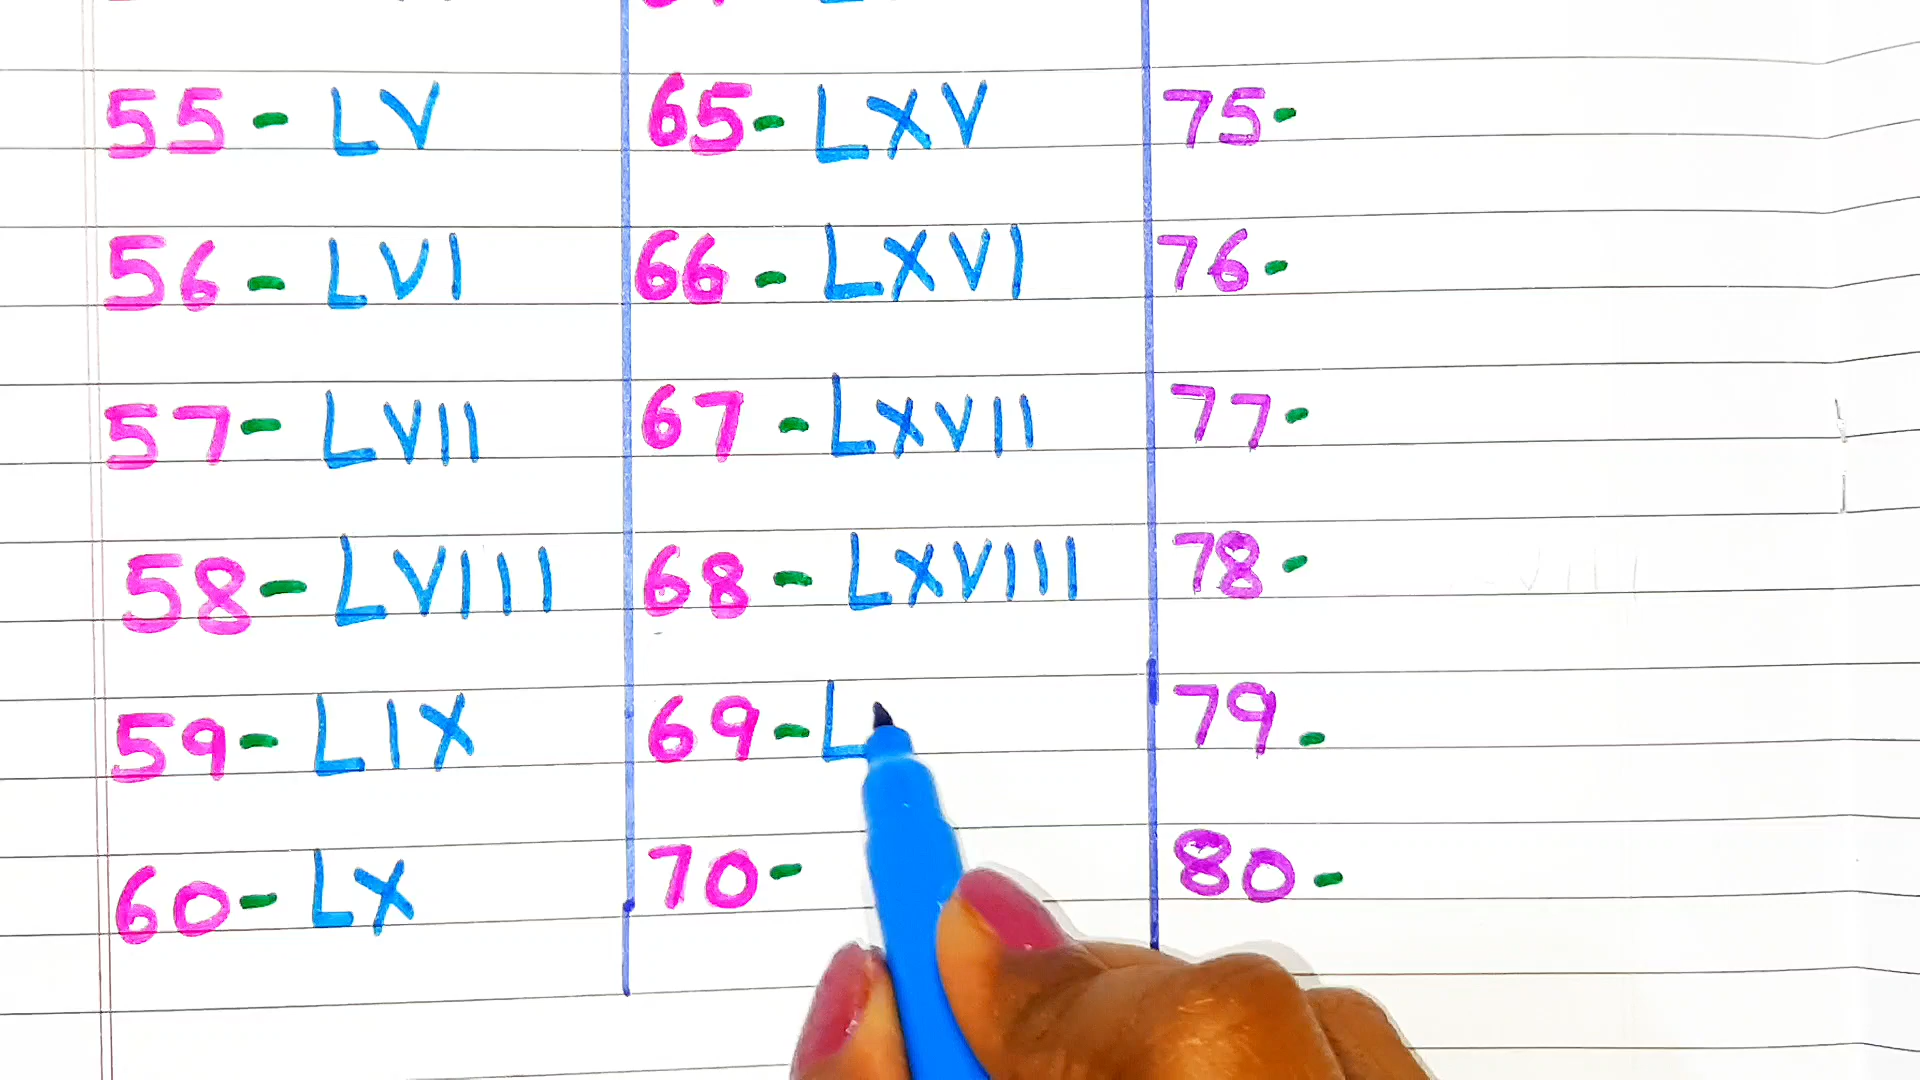 55 - LV 65 - LXV 75 -
56 - LVI 66 - LXVI 76 -
57 - LVII 67 - LXVII 77 -
58 - LVIII 68 - LXVIII 78 -
59 - LIX 69 - L 79 -
60 - LX 70 - 80 -